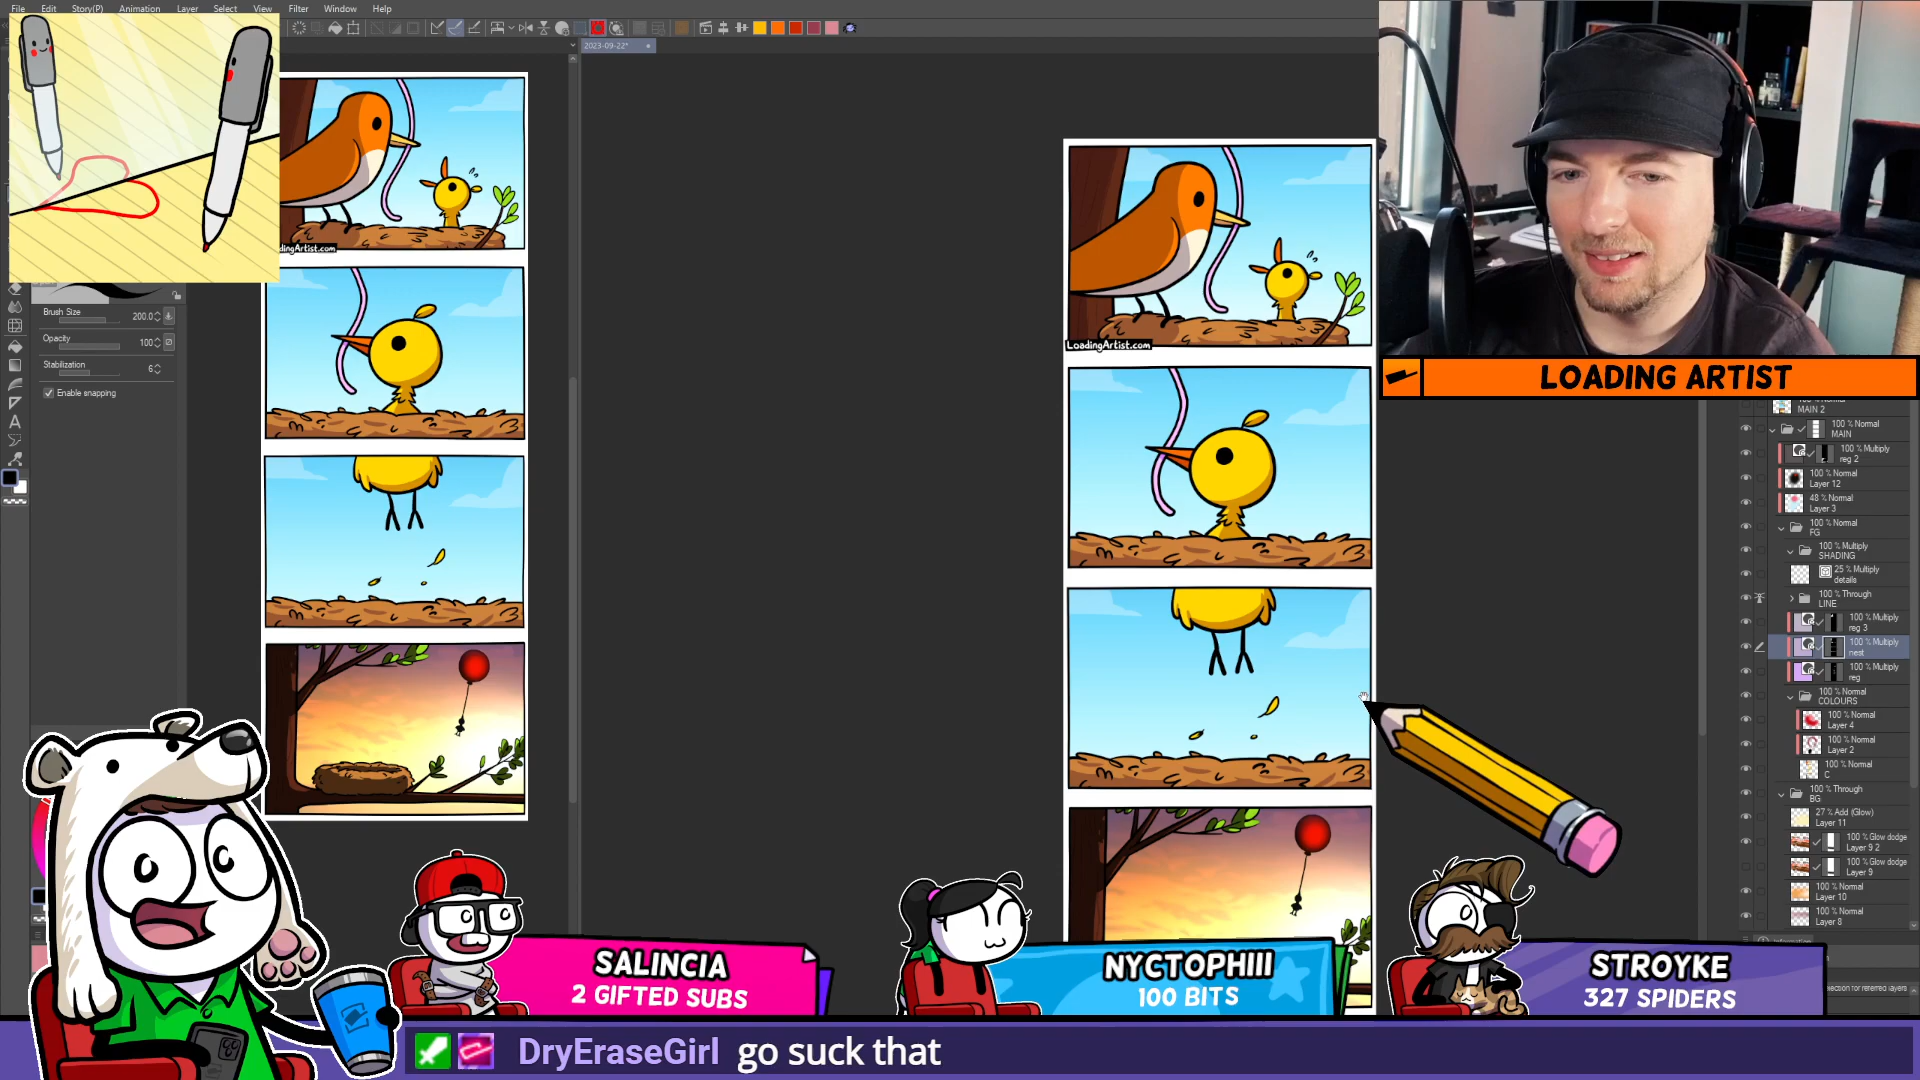 File Edit Story(P) Animation Layer Select View Filter Window Help
2023-09-22*
LoadingArtist.com
dingArtist.com
LOADING ARTIST
Brush Size 200.0
Opacity 100
Stabilization 6
Enable snapping
MAIN 2
100 % Normal
MAIN
100 % Multiply
reg 2
100 % Normal
Layer 12
48 % Normal
Layer 3
100 % Normal
FG
100 % Multiply
SHADING
25 % Multiply
details
100 % Through
LINE
100 % Multiply
reg 3
100 % Multiply
nest
100 % Multiply
reg
100 % Normal
COLOURS
100 % Normal
Layer 4
100 % Normal
Layer 2
100 % Normal
C
100 % Through
BG
27 % Add (Glow)
Layer 11
100 % Glow dodge
Layer 9 2
100 % Glow dodge
Layer 9
100 % Normal
Layer 10
100 % Normal
Layer 8
SALINCIA
2 GIFTED SUBS
NYCTOPHIII
100 BITS
STROYKE
327 SPIDERS
DryEraseGirl go suck that